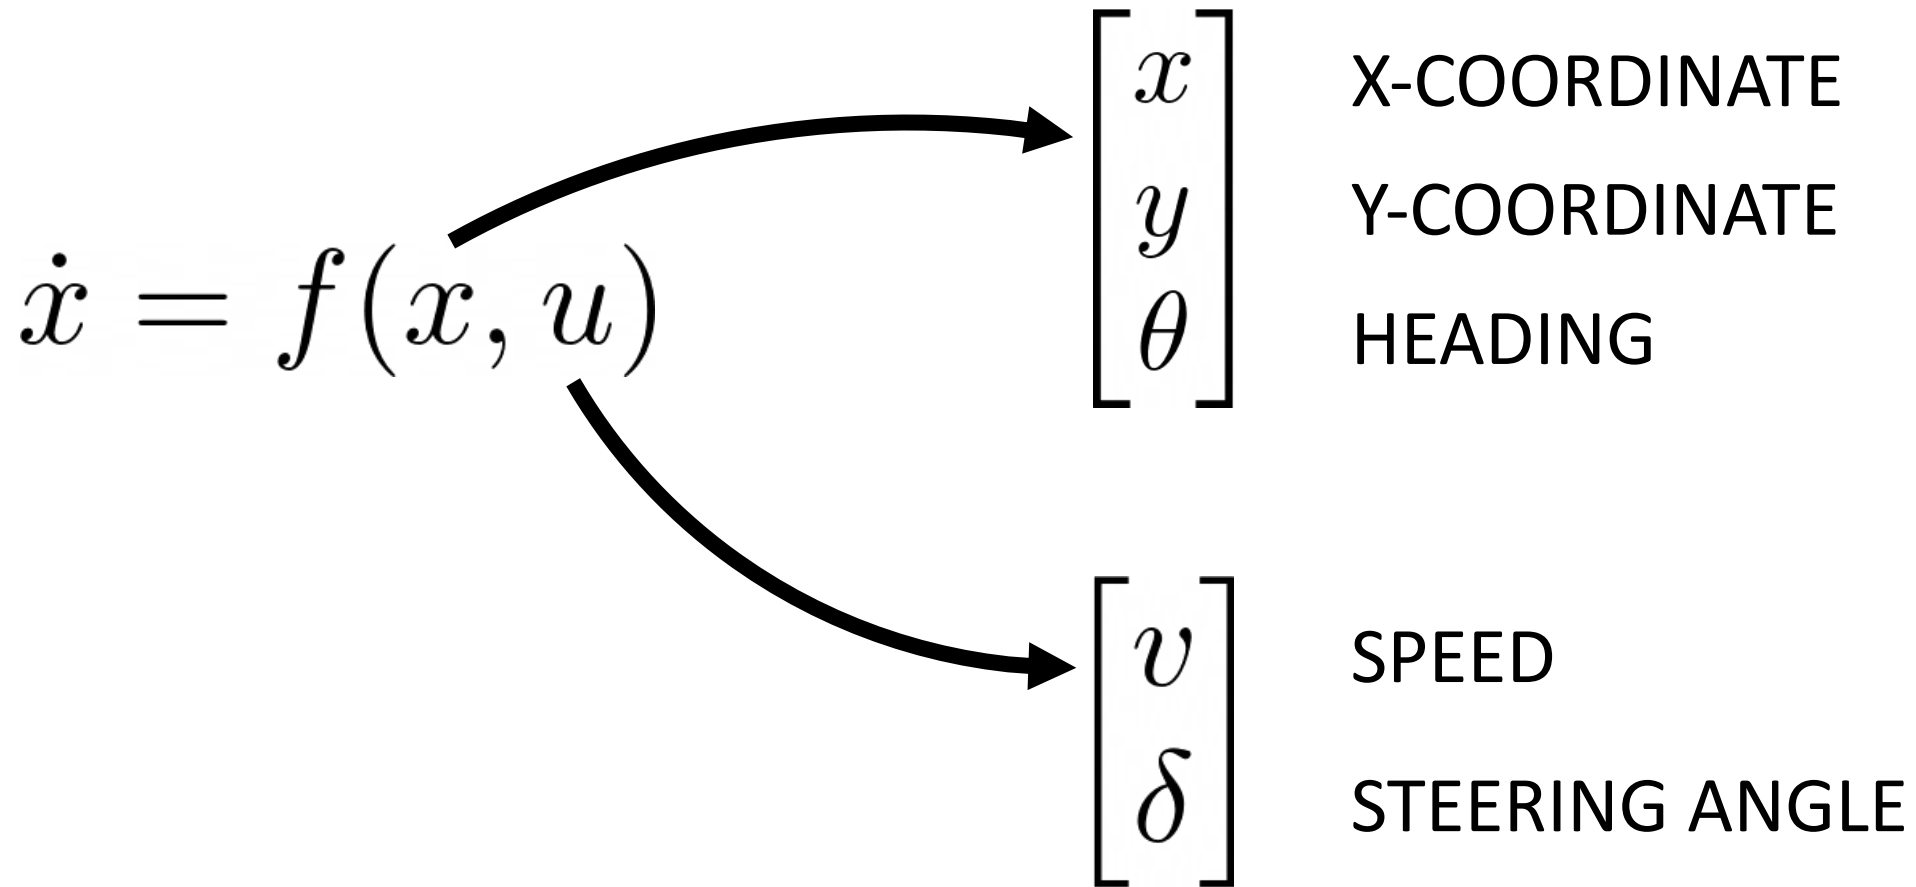 ẋ = f(x, u)
x X-COORDINATE
y Y-COORDINATE
θ HEADING
v SPEED
δ STEERING ANGLE